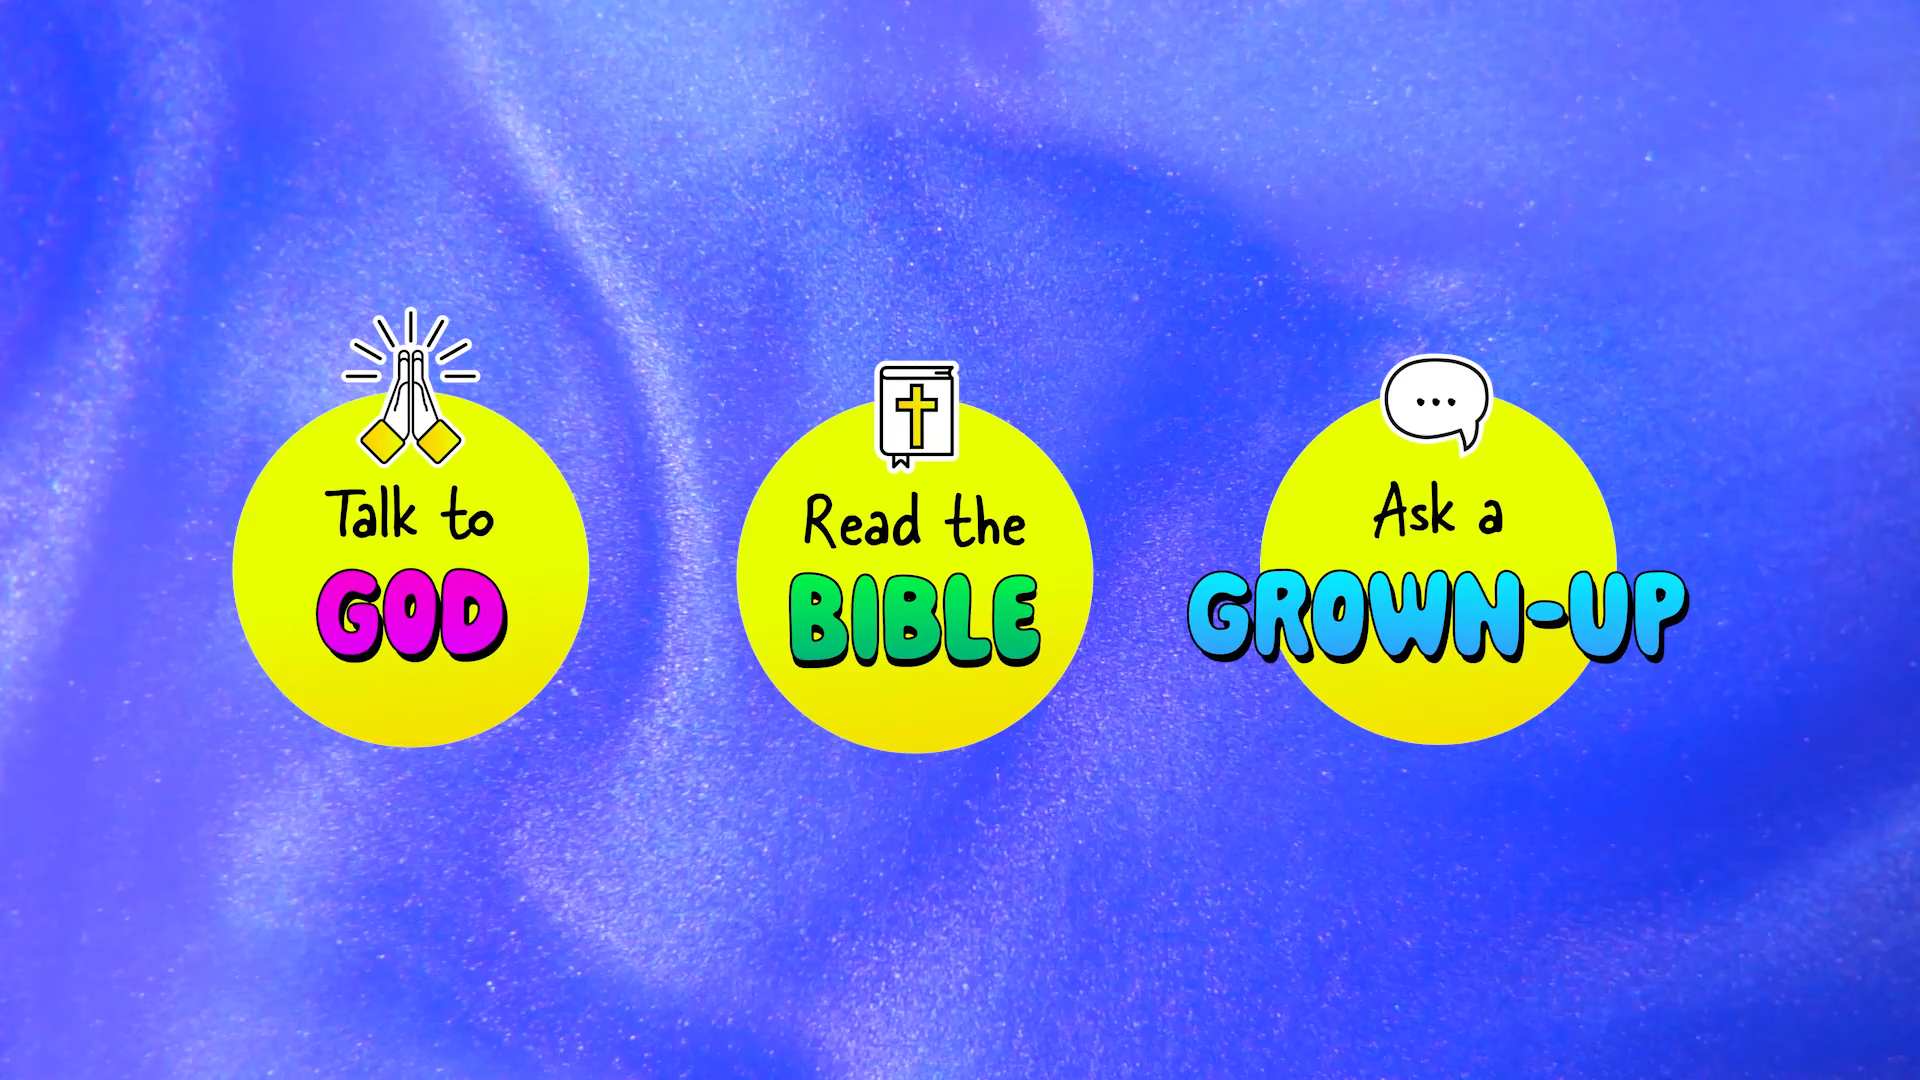 Talk to
GOD
Read the
BIBLE
Ask a
GROWN-UP